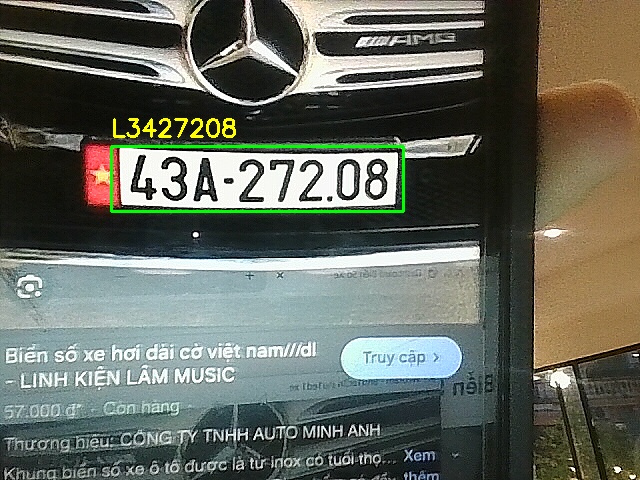 AMG
L3427208
43A-272.08
Biển số xe hơi dài cờ việt nam///dl
- LINH KIỆN LÂM MUSIC
Truy cập >
57.000 đ* - Còn hàng
Thương hiệu: CÔNG TY TNHH AUTO MINH ANH
Khung biển số xe ô tô được là từ inox có tuổi thọ... Xem
thêm